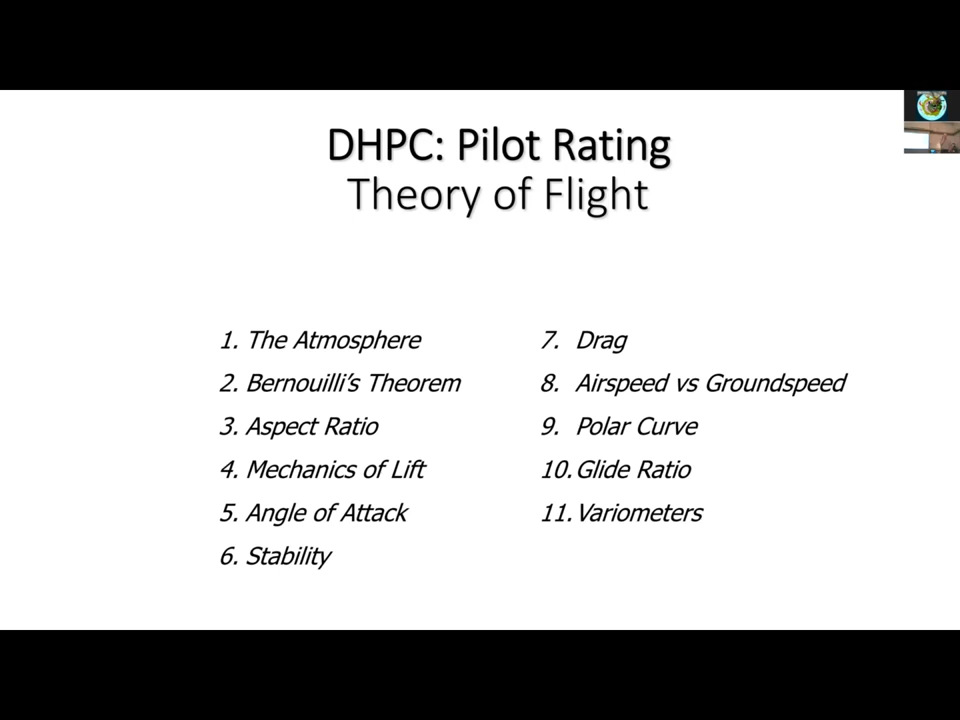 DHPC: Pilot Rating
Theory of Flight
1. The Atmosphere
2. Bernouilli's Theorem
3. Aspect Ratio
4. Mechanics of Lift
5. Angle of Attack
6. Stability
7. Drag
8. Airspeed vs Groundspeed
9. Polar Curve
10. Glide Ratio
11. Variometers